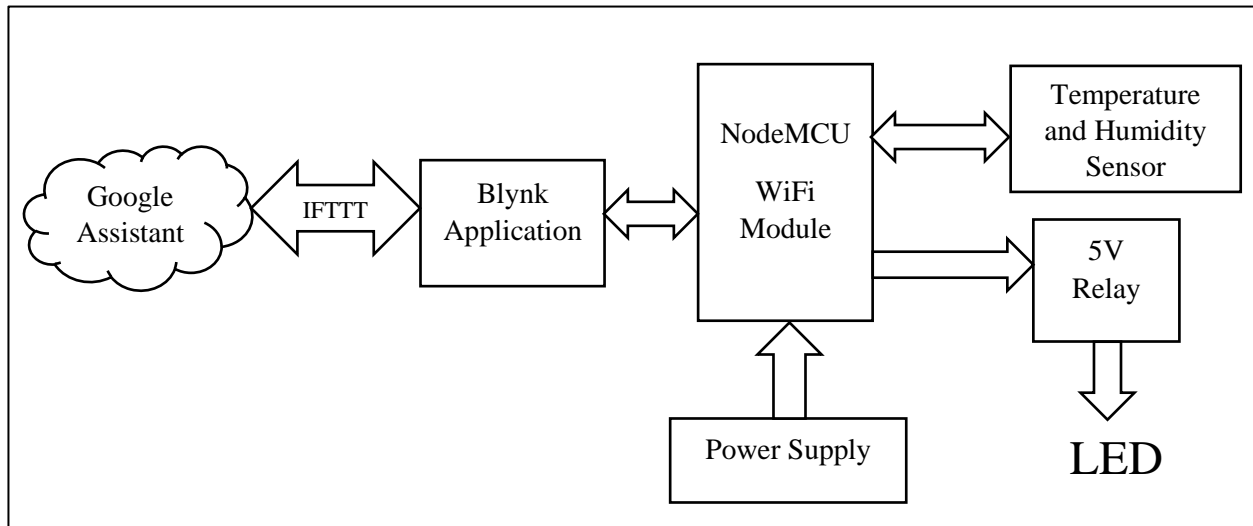 Google
Assistant
IFTTT
Blynk
Application
NodeMCU
WiFi
Module
Temperature
and Humidity
Sensor
5V
Relay
Power Supply
LED